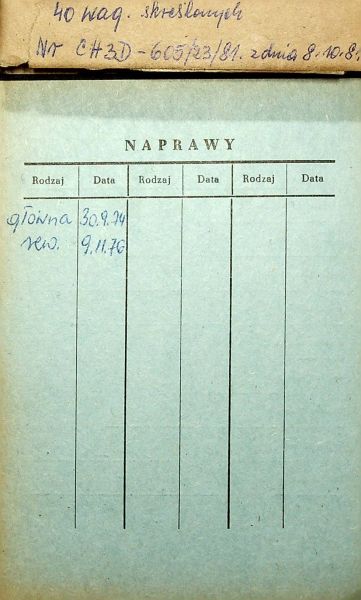 40 wag. skreślonych
Nr CH3D-605/23/81. z dnia 8.10.8
NAPRAWY
Rodzaj Data Rodzaj Data Rodzaj Data
główna 30.9.74
rew. 9.11.76